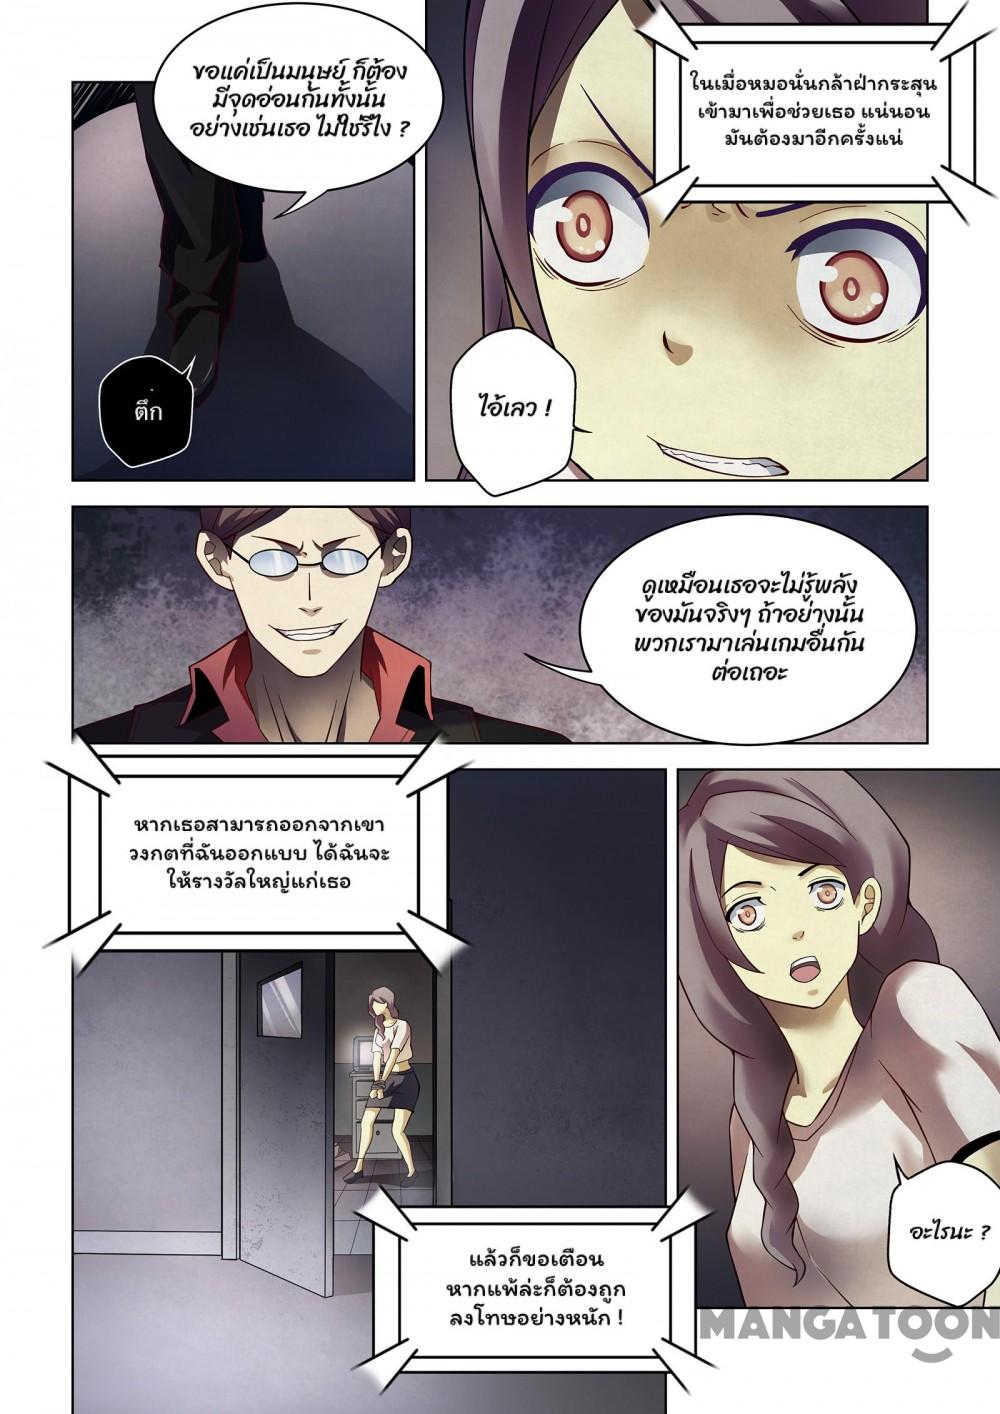 ขอแค่เป็นมนุษย์ ก็ต้อง
มีจุดอ่อนกันทั้งนั้น
อย่างเช่นเธอ ไม่ใช่รึไง ?
ในเมื่อหมอนั่นกล้าฝ่ากระสุน
เข้ามาเพื่อช่วยเธอ แน่นอน
มันต้องมาอีกครั้งแน่
ตึก
ไอ้เลว !
ดูเหมือนเธอจะไม่รู้พลัง
ของมันจริงๆ ถ้าอย่างนั้น
พวกเรามาเล่นเกมอื่นกัน
ต่อเถอะ
หากเธอสามารถออกจากเขา
วงกตที่ฉันออกแบบ ได้ฉันจะ
ให้รางวัลใหญ่แก่เธอ
อะไรนะ ?
แล้วก็ขอเตือน
หากแพ้ล่ะก็ต้องถูก
ลงโทษอย่างหนัก !
MANGATOON